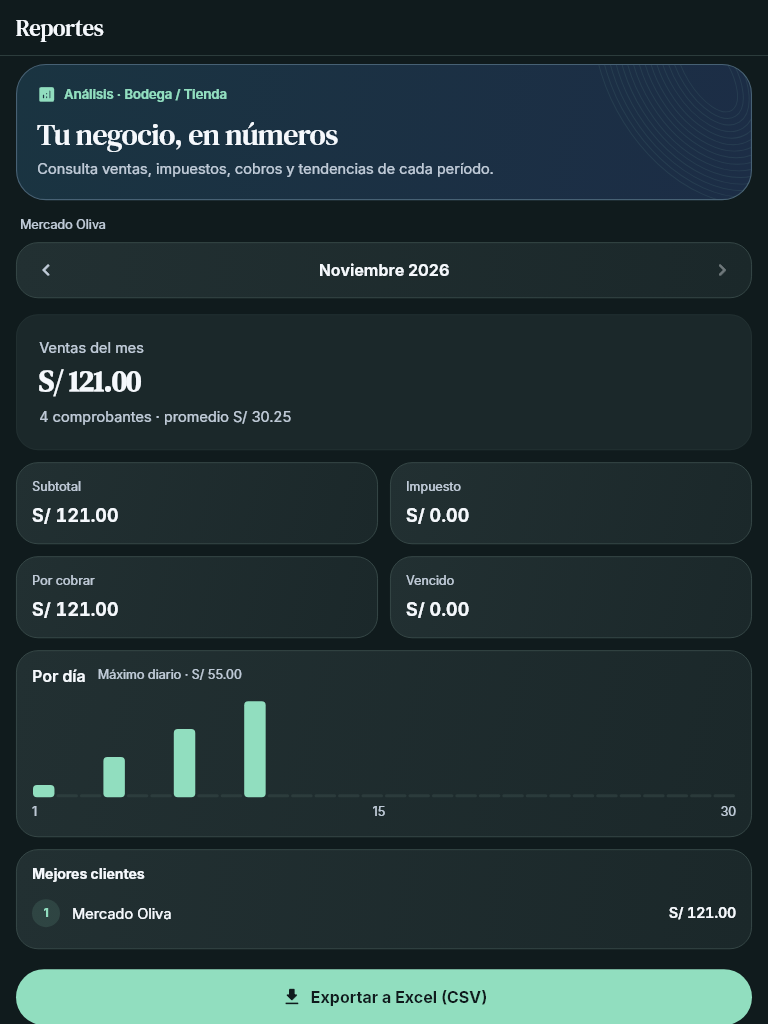 Reportes
Análisis · Bodega / Tienda
Tu negocio, en números
Consulta ventas, impuestos, cobros y tendencias de cada período.
Mercado Oliva
Noviembre 2026
Ventas del mes
S/ 121.00
4 comprobantes · promedio S/ 30.25
Subtotal
S/ 121.00
Impuesto
S/ 0.00
Por cobrar
S/ 121.00
Vencido
S/ 0.00
Por día Máximo diario · S/ 55.00
1 15 30
Mejores clientes
1 Mercado Oliva S/ 121.00
Exportar a Excel (CSV)